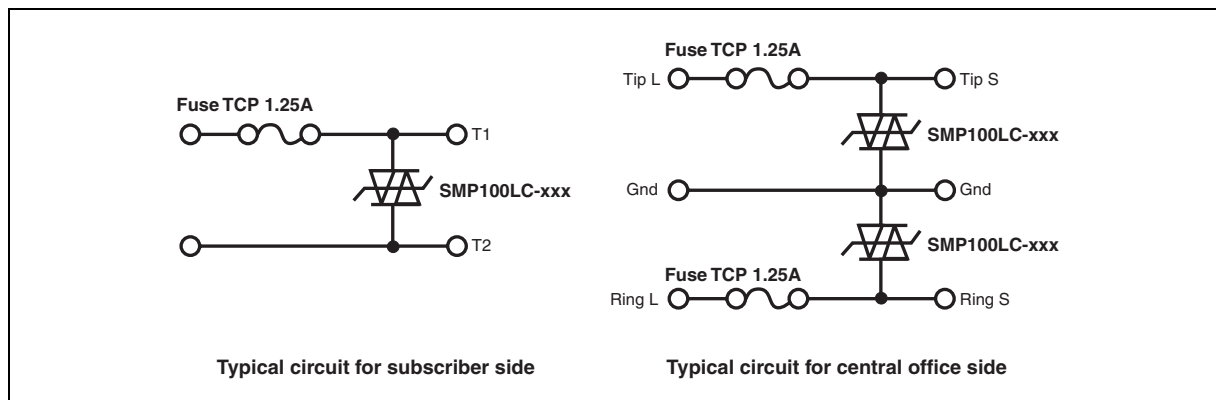 Fuse TCP 1.25A
T1
SMP100LC-xxx
T2
Typical circuit for subscriber side
Fuse TCP 1.25A
Tip L
Tip S
SMP100LC-xxx
Gnd
Gnd
SMP100LC-xxx
Fuse TCP 1.25A
Ring L
Ring S
Typical circuit for central office side